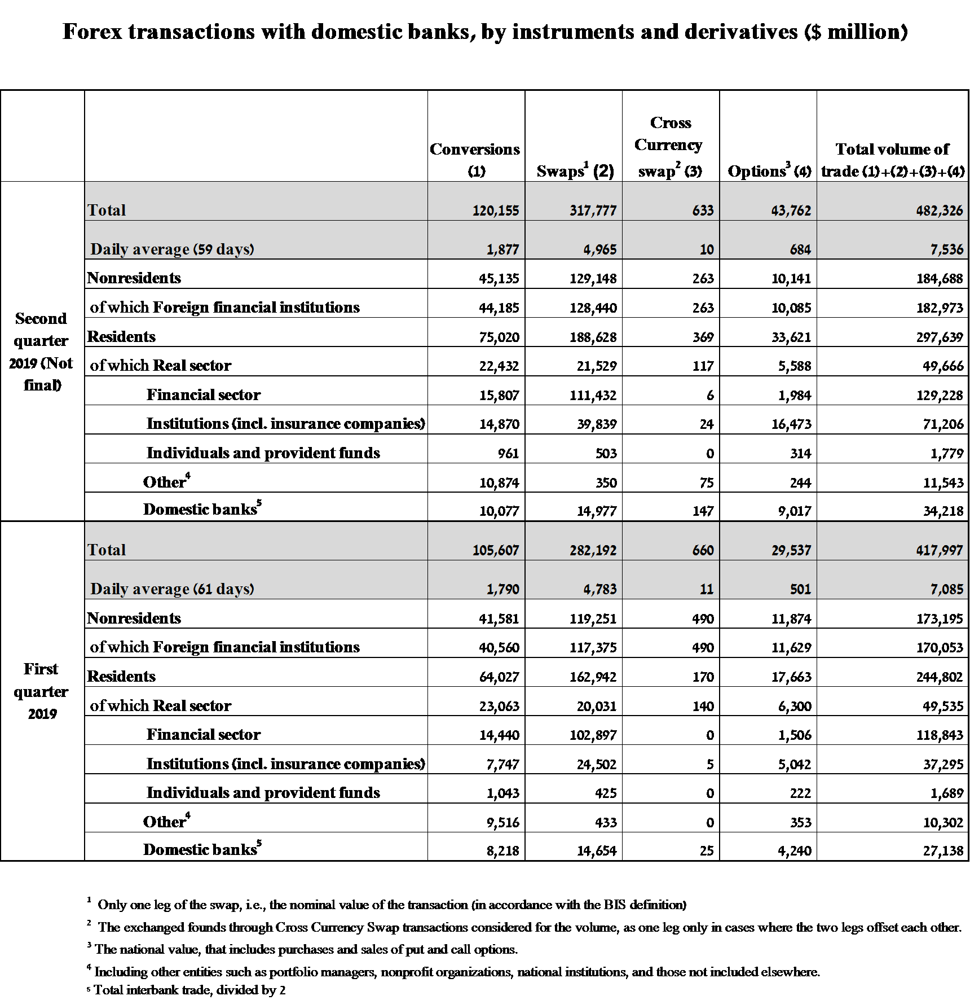 Forex transactions with domestic banks, by instruments and derivatives ($ million)
Conversions (1) Swaps¹ (2) Cross Currency swap² (3) Options³ (4) Total volume of trade (1)+(2)+(3)+(4)
Second quarter 2019 (Not final)
Total 120,155 317,777 633 43,762 482,326
Daily average (59 days) 1,877 4,965 10 684 7,536
Nonresidents 45,135 129,148 263 10,141 184,688
of which Foreign financial institutions 44,185 128,440 263 10,085 182,973
Residents 75,020 188,628 369 33,621 297,639
of which Real sector 22,432 21,529 117 5,588 49,666
Financial sector 15,807 111,432 6 1,984 129,228
Institutions (incl. insurance companies) 14,870 39,839 24 16,473 71,206
Individuals and provident funds 961 503 0 314 1,779
Other⁴ 10,874 350 75 244 11,543
Domestic banks⁵ 10,077 14,977 147 9,017 34,218
First quarter 2019
Total 105,607 282,192 660 29,537 417,997
Daily average (61 days) 1,790 4,783 11 501 7,085
Nonresidents 41,581 119,251 490 11,874 173,195
of which Foreign financial institutions 40,560 117,375 490 11,629 170,053
Residents 64,027 162,942 170 17,663 244,802
of which Real sector 23,063 20,031 140 6,300 49,535
Financial sector 14,440 102,897 0 1,506 118,843
Institutions (incl. insurance companies) 7,747 24,502 5 5,042 37,295
Individuals and provident funds 1,043 425 0 222 1,689
Other⁴ 9,516 433 0 353 10,302
Domestic banks⁵ 8,218 14,654 25 4,240 27,138
¹ Only one leg of the swap, i.e., the nominal value of the transaction (in accordance with the BIS definition)
² The exchanged founds through Cross Currency Swap transactions considered for the volume, as one leg only in cases where the two legs offset each other.
³ The national value, that includes purchases and sales of put and call options.
⁴ Including other entities such as portfolio managers, nonprofit organizations, national institutions, and those not included elsewhere.
⁵ Total interbank trade, divided by 2